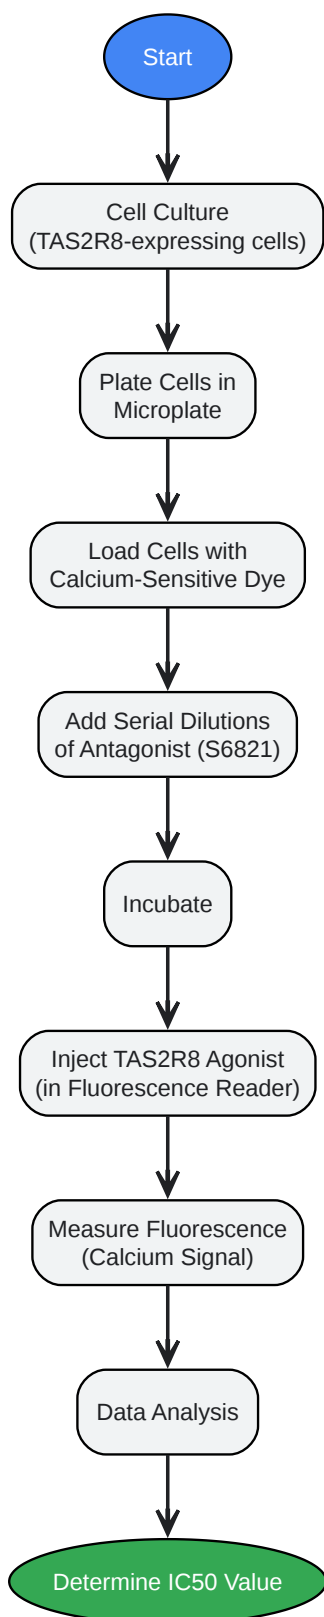 Start
Cell Culture
(TAS2R8-expressing cells)
Plate Cells in
Microplate
Load Cells with
Calcium-Sensitive Dye
Add Serial Dilutions
of Antagonist (S6821)
Incubate
Inject TAS2R8 Agonist
(in Fluorescence Reader)
Measure Fluorescence
(Calcium Signal)
Data Analysis
Determine IC50 Value